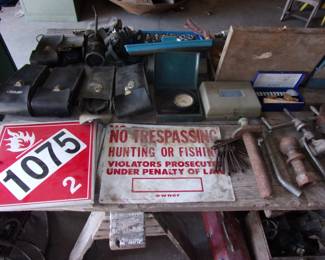 1075
2
NO TRESPASSING
HUNTING OR FISHING
VIOLATORS PROSECUTED
UNDER PENALTY OF LAW
OWNER